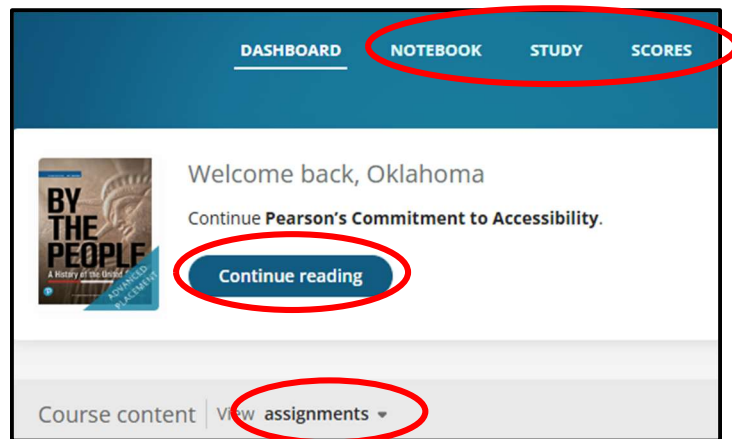 DASHBOARD NOTEBOOK STUDY SCORES
BY
THE
PEOPLE
A History of the United
ADVANCED
PLACEMENT
Welcome back, Oklahoma
Continue Pearson's Commitment to Accessibility.
Continue reading
Course content View assignments